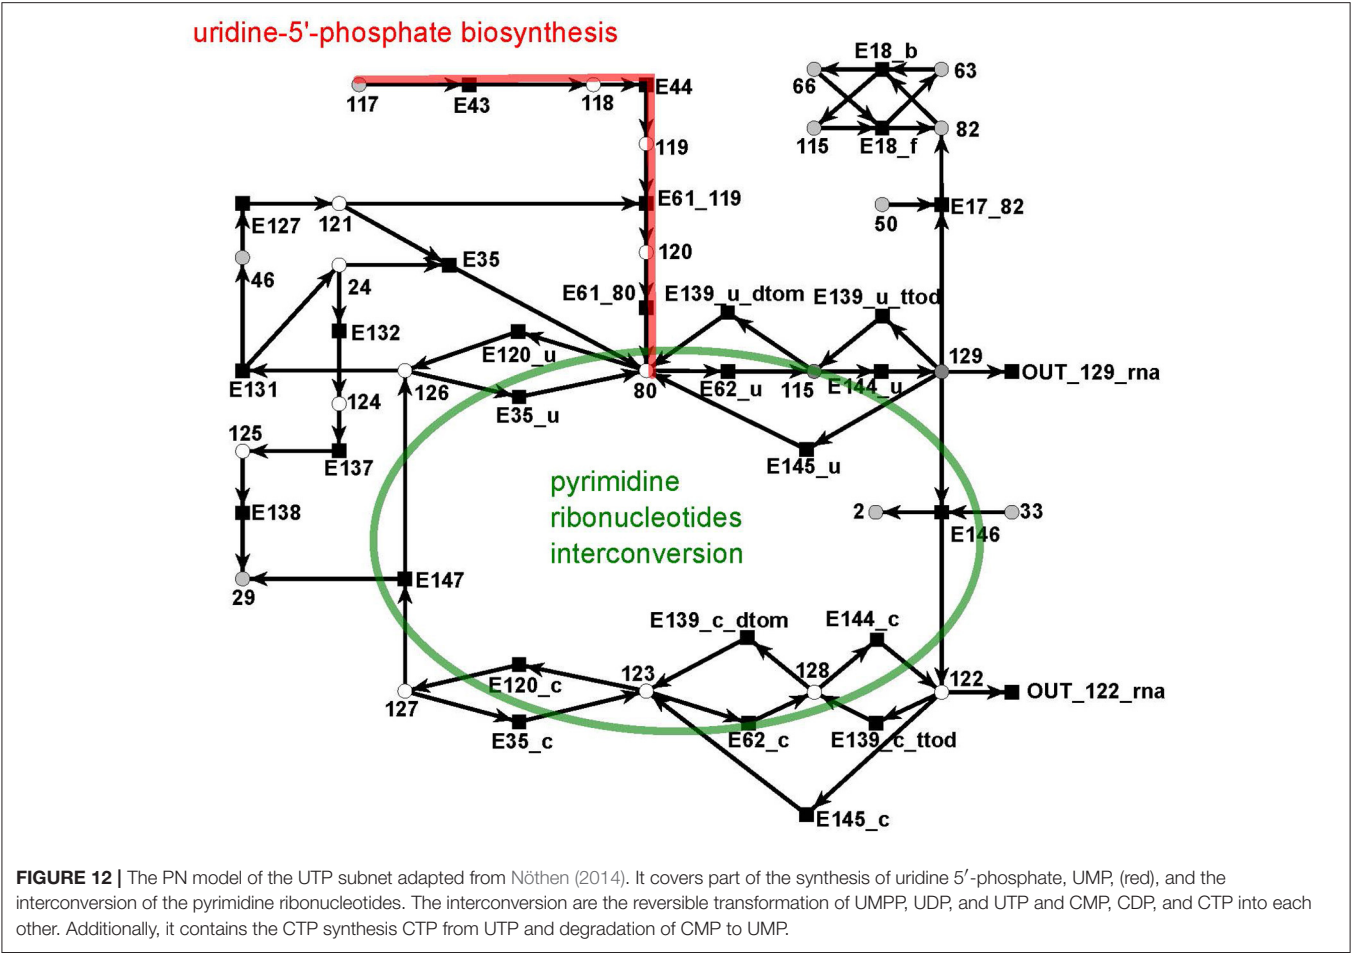 uridine-5'-phosphate biosynthesis
E18_b
66
63
117
E43
118
E44
115
E18_f
82
119
E127
121
E61_119
50
E17_82
46
24
E35
120
E61_80
E139_u_dtom
E139_u_ttod
E132
E120_u
129
E131
126
80
E62_u
115
E144_u
OUT_129_rna
124
E35_u
125
E137
E145_u
pyrimidine
ribonucleotides
interconversion
E138
2
33
E146
29
E147
E139_c_dtom
E144_c
123
128
122
E120_c
OUT_122_rna
127
E35_c
E62_c
E139_c_ttod
E145_c
FIGURE 12 | The PN model of the UTP subnet adapted from Nöthen (2014). It covers part of the synthesis of uridine 5′-phosphate, UMP, (red), and the
interconversion of the pyrimidine ribonucleotides. The interconversion are the reversible transformation of UMPP, UDP, and UTP and CMP, CDP, and CTP into each
other. Additionally, it contains the CTP synthesis CTP from UTP and degradation of CMP to UMP.